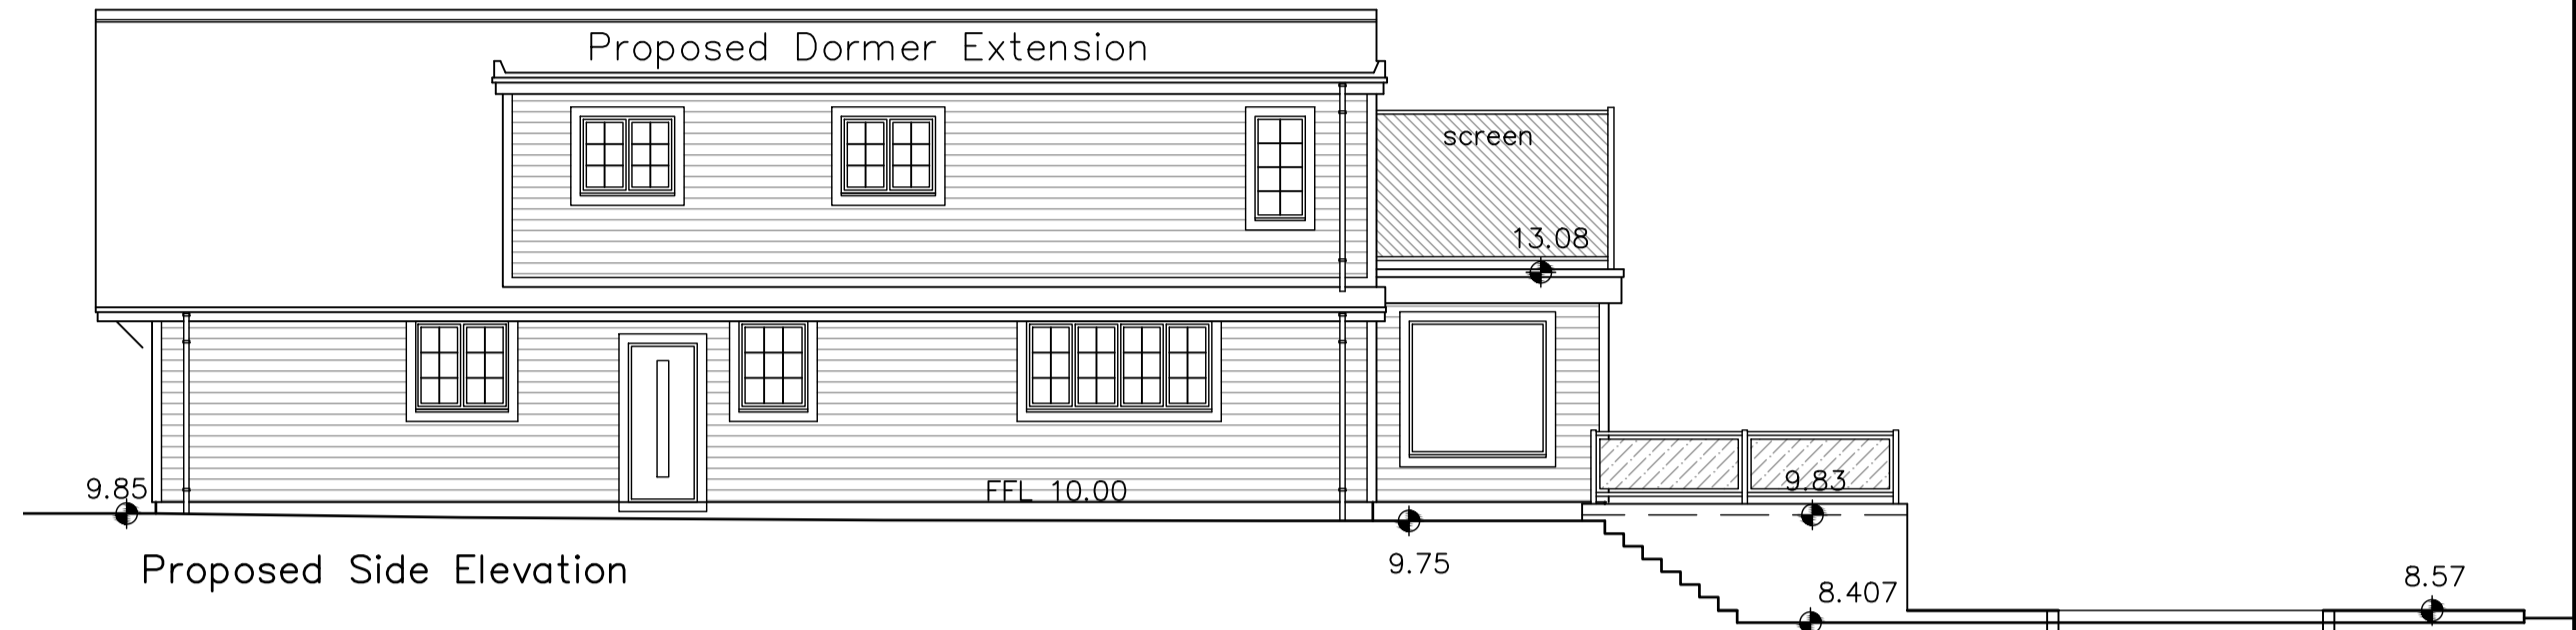 Proposed Dormer Extension
screen
13.08
9.85
FFL 10.00
9.83
9.75
Proposed Side Elevation
8.407
8.57